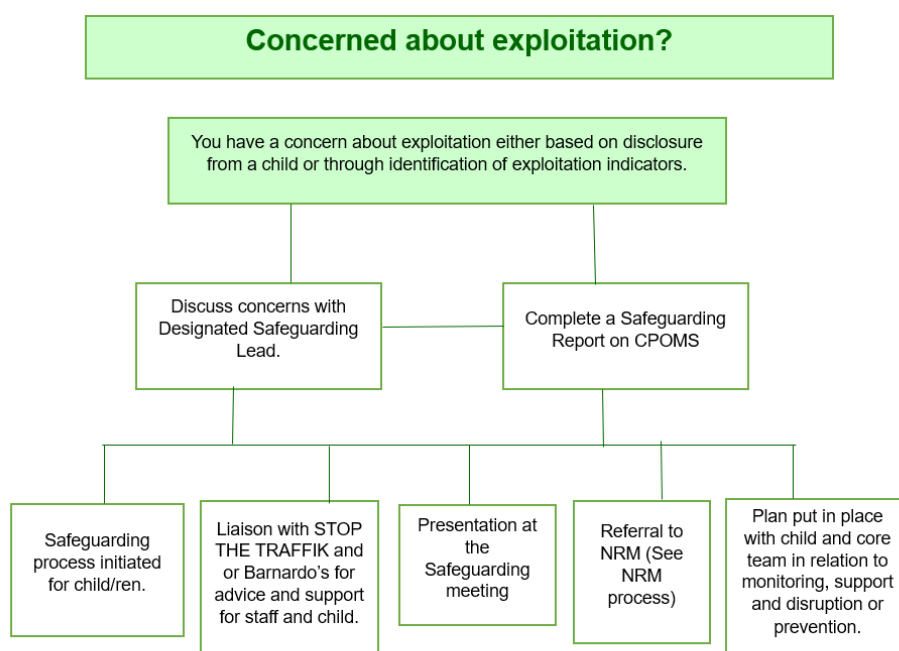 Concerned about exploitation?
You have a concern about exploitation either based on disclosure
from a child or through identification of exploitation indicators.
Discuss concerns with
Designated Safeguarding
Lead.
Complete a Safeguarding
Report on CPOMS
Safeguarding
process initiated
for child/ren.
Liaison with STOP
THE TRAFFIK and
or Barnardo’s for
advice and support
for staff and child.
Presentation at
the
Safeguarding
meeting
Referral to
NRM (See
NRM
process)
Plan put in place
with child and core
team in relation to
monitoring, support
and disruption or
prevention.